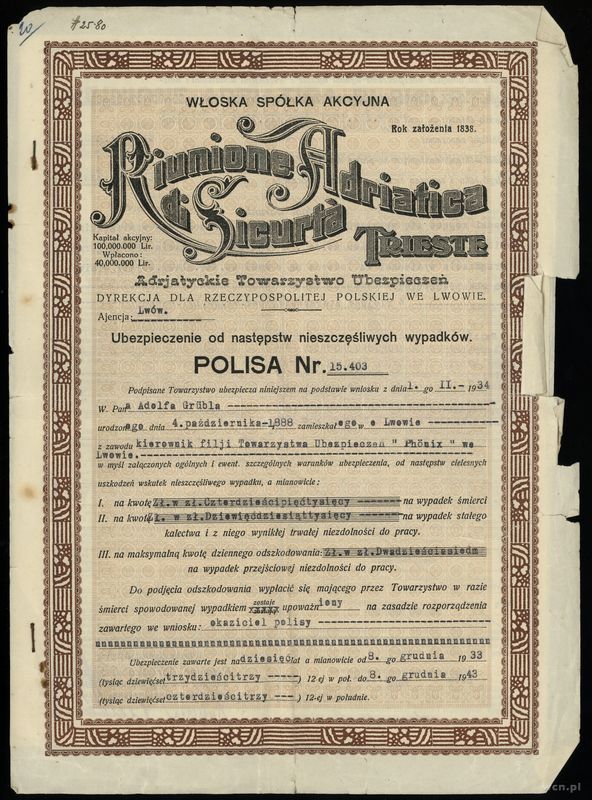 20
#2580
WŁOSKA SPÓŁKA AKCYJNA
Rok założenia 1838.
Riunione Adriatica
di Sicurtà
TRIESTE
Kapitał akcyjny:
100,000.000 Lir.
Wpłacono:
40,000.000 Lir.
Adrjatyckie Towarzystwo Ubezpieczeń
DYREKCJA DLA RZECZYPOSPOLITEJ POLSKIEJ WE LWOWIE.
Ajencja: Lwów.
Ubezpieczenie od następstw nieszczęśliwych wypadków.
POLISA Nr. 15.403
Podpisane Towarzystwo ubezpiecza niniejszem na podstawie wniosku z dnia 1. go II.- 1934
W. Pana Adolfa Grübla
urodzonego dnia 4.października-1888 zamieszkałego w e Lwowie
z zawodu kierownik filji Towarzystwa Ubezpieczeń " Phönix " we
Lwowie.
w myśl załączonych ogólnych i ewent. szczególnych warunków ubezpieczenia, od następstw cielesnych
uszkodzeń wskutek nieszczęśliwego wypadku, a mianowicie:
I. na kwotę Zł. w zł.Czterdzieścipięćtysięcy na wypadek śmierci
II. na kwotę Zł. w zł.Dziewięćdziesiąttysięcy na wypadek stałego
kalectwa i z niego wynikłej trwałej niezdolności do pracy.
III. na maksymalną kwotę dziennego odszkodowania: Zł.w zł.Dwadzieściasiedm
na wypadek przejściowej niezdolności do pracy.
Do podjęcia odszkodowania wypłacić się mającego przez Towarzystwo w razie
śmierci spowodowanej wypadkiem zostaje upoważniony na zasadzie rozporządzenia
zawartego we wniosku: okaziciel polisy
Ubezpieczenie zawarte jest na dziesięć lat a mianowicie od 8. go grudnia 1933
(tysiąc dziewięćset trzydzieścitrzy -----) 12-ej w poł. do 8. go grudnia 1943
(tysiąc dziewięćset czterdzieścitrzy ---) 12-ej w południe.
cn.pl